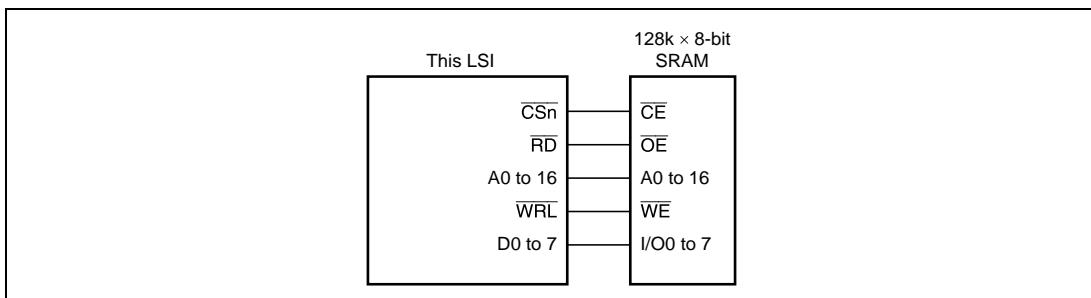 128k × 8-bit
This LSI SRAM
CSn CE
RD OE
A0 to 16 A0 to 16
WRL WE
D0 to 7 I/O0 to 7